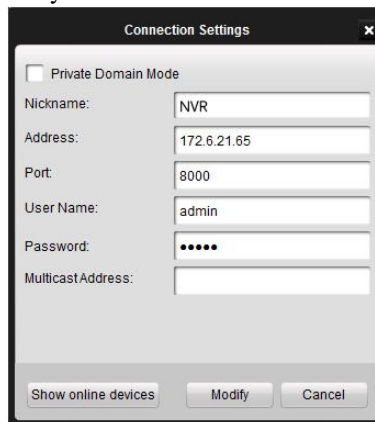 Connection Settings x
Private Domain Mode
Nickname: NVR
Address: 172.6.21.65
Port: 8000
User Name: admin
Password: •••••
Multicast Address:
Show online devices Modify Cancel